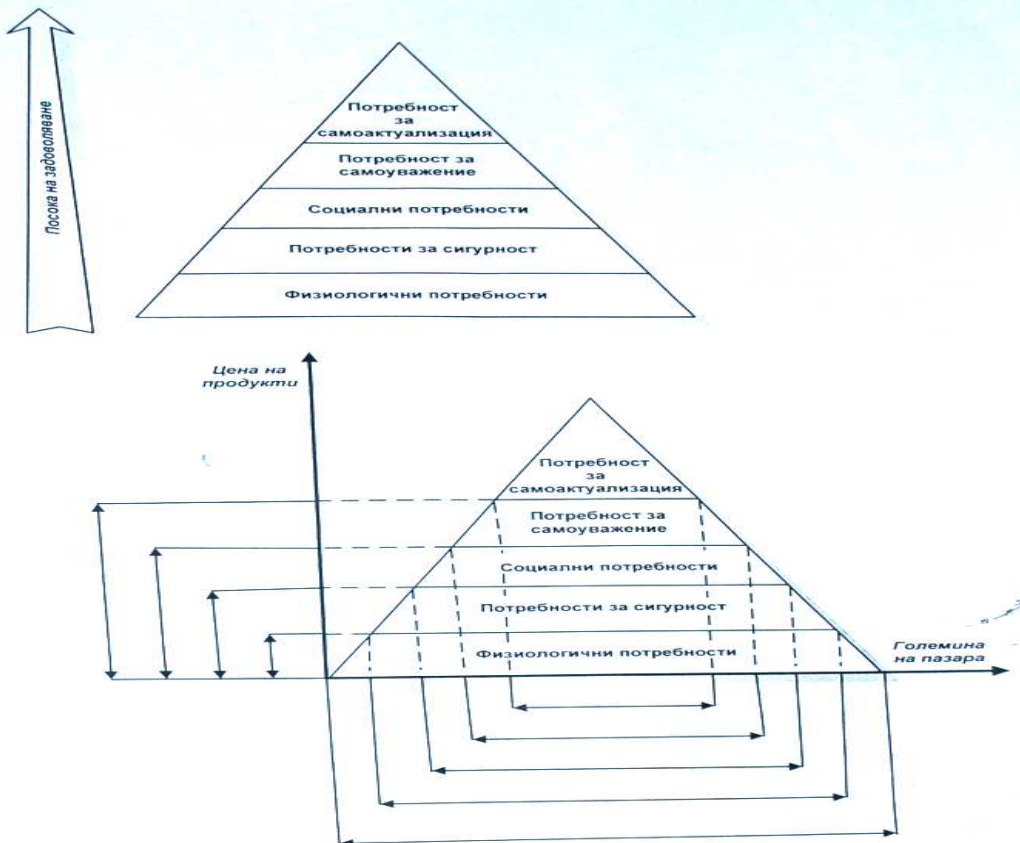 Посока на задоволяване
Потребност
за
самоактуализация
Потребност за
самоуважение
Социални потребности
Потребности за сигурност
Физиологични потребности
Цена на
продукти
Потребност
за
самоактуализация
Потребност за
самоуважение
Социални потребности
Потребности за сигурност
Физиологични потребности
Големина
на пазара